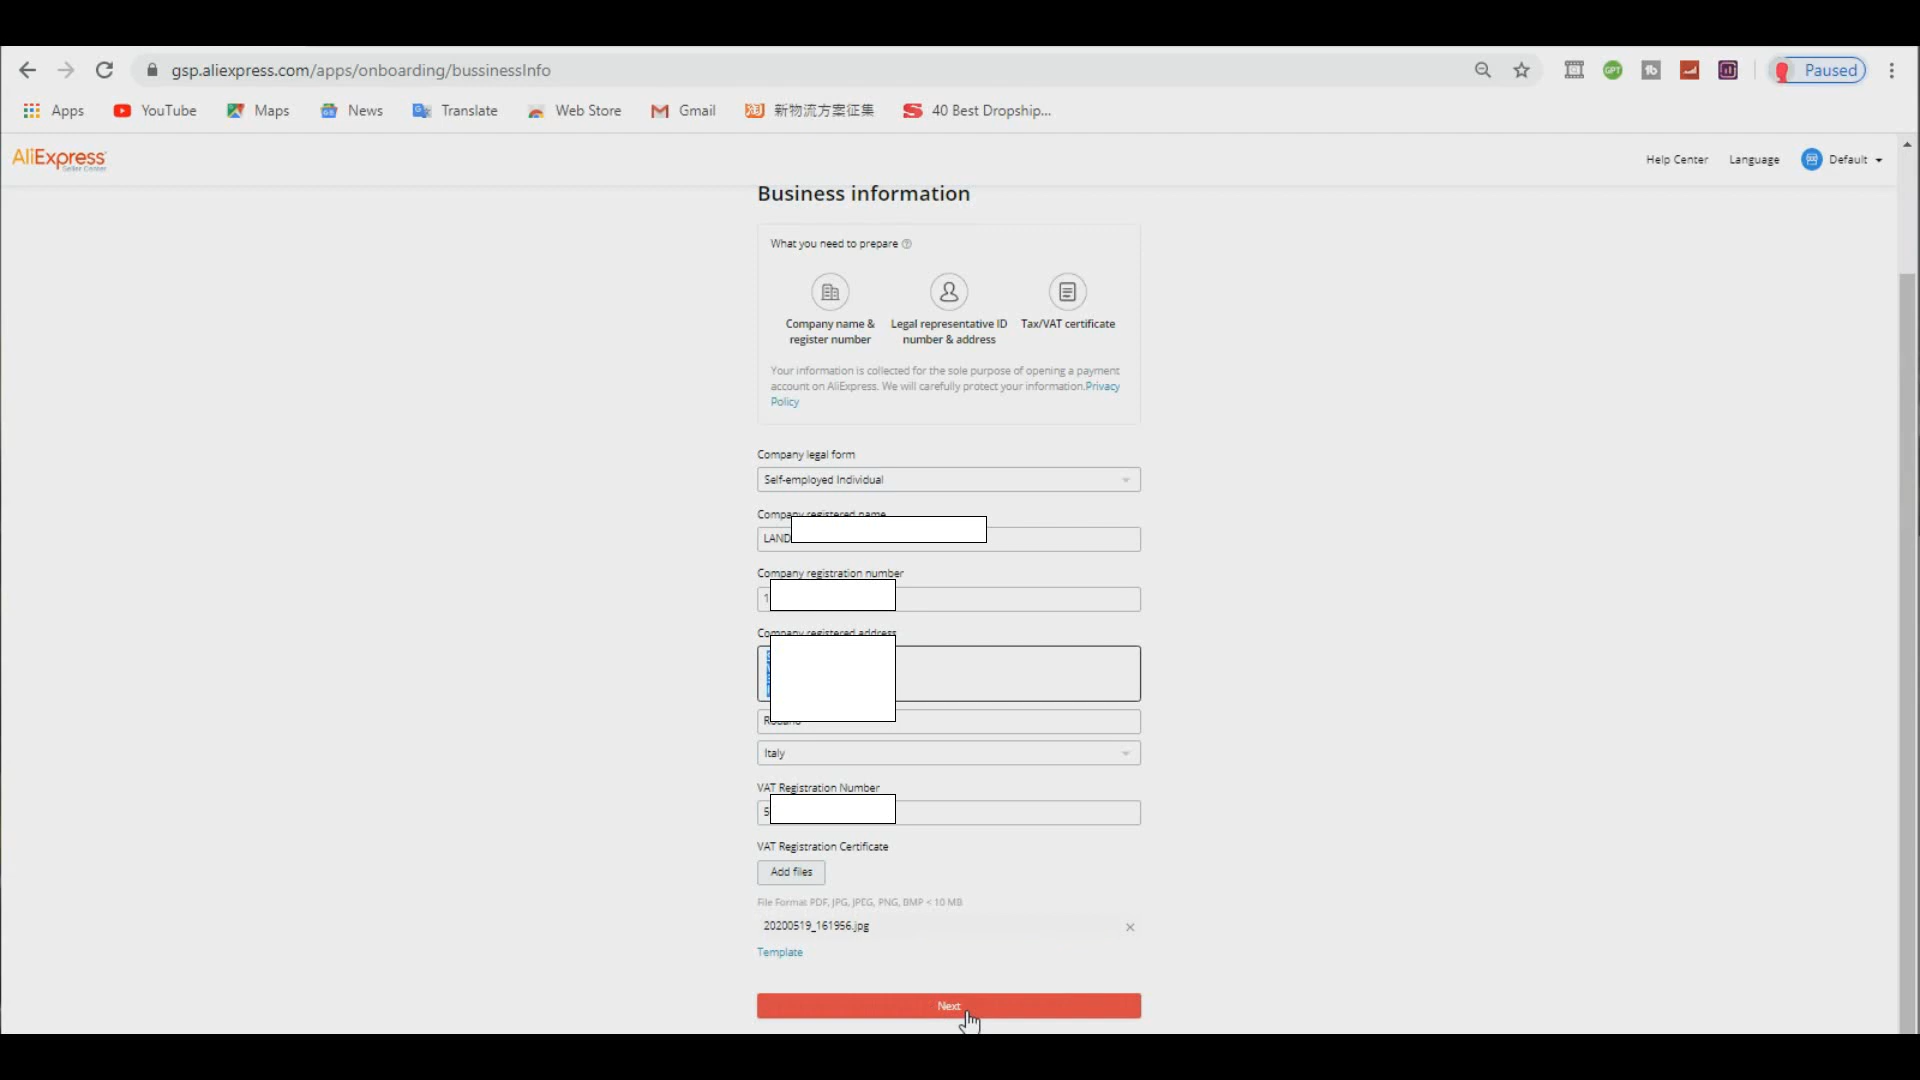 gsp.aliexpress.com/apps/onboarding/bussinessInfo
GPT
Paused
Apps YouTube Maps News Translate Web Store Gmail 新物流方案征集 40 Best Dropship...
AliExpress
Seller Center
Help Center Language Default
Business information
What you need to prepare
Company name & register number
Legal representative ID number & address
Tax/VAT certificate
Your information is collected for the sole purpose of opening a payment
account on AliExpress. We will carefully protect your information.Privacy
Policy
Company legal form
Self-employed Individual
Company registered name
LAND
Company registration number
1
Company registered address
Italy
VAT Registration Number
5
VAT Registration Certificate
Add files
File Format PDF, JPG, JPEG, PNG, BMP < 10 MB
20200519_161956.jpg
Template
Next